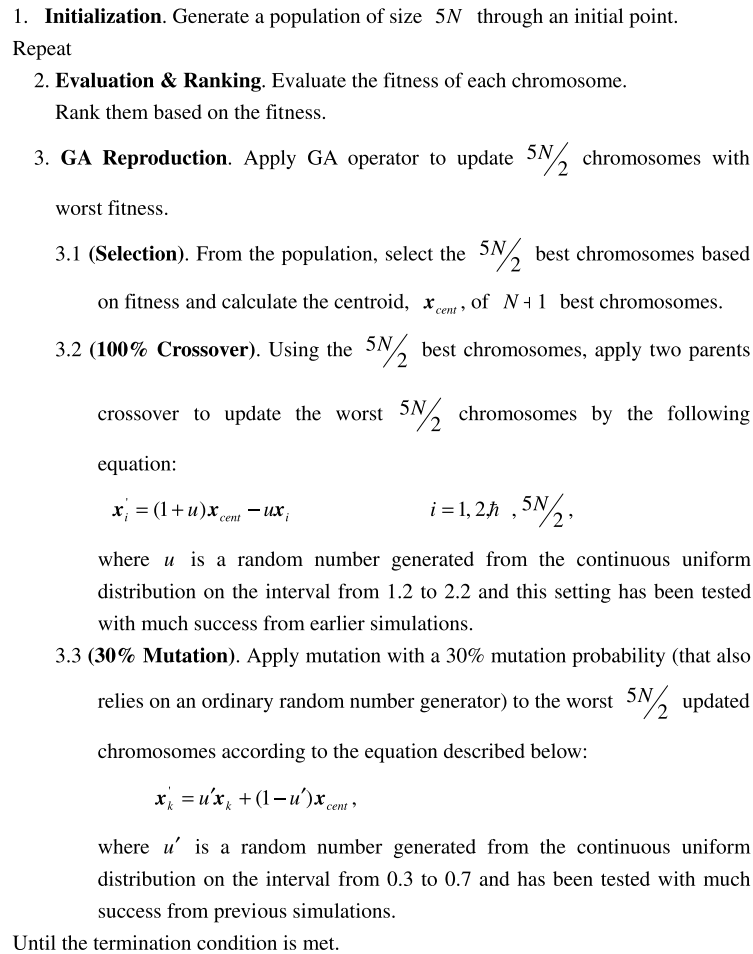 1. Initialization. Generate a population of size 5N through an initial point.
Repeat
2. Evaluation & Ranking. Evaluate the fitness of each chromosome.
Rank them based on the fitness.
3. GA Reproduction. Apply GA operator to update 5N/2 chromosomes with
worst fitness.
3.1 (Selection). From the population, select the 5N/2 best chromosomes based
on fitness and calculate the centroid, x_cent, of N+1 best chromosomes.
3.2 (100% Crossover). Using the 5N/2 best chromosomes, apply two parents
crossover to update the worst 5N/2 chromosomes by the following
equation:
x'_i = (1+u)x_cent − ux_i i = 1, 2ℏ , 5N/2,
where u is a random number generated from the continuous uniform
distribution on the interval from 1.2 to 2.2 and this setting has been tested
with much success from earlier simulations.
3.3 (30% Mutation). Apply mutation with a 30% mutation probability (that also
relies on an ordinary random number generator) to the worst 5N/2 updated
chromosomes according to the equation described below:
x'_k = u′x_k + (1−u′)x_cent,
where u′ is a random number generated from the continuous uniform
distribution on the interval from 0.3 to 0.7 and has been tested with much
success from previous simulations.
Until the termination condition is met.